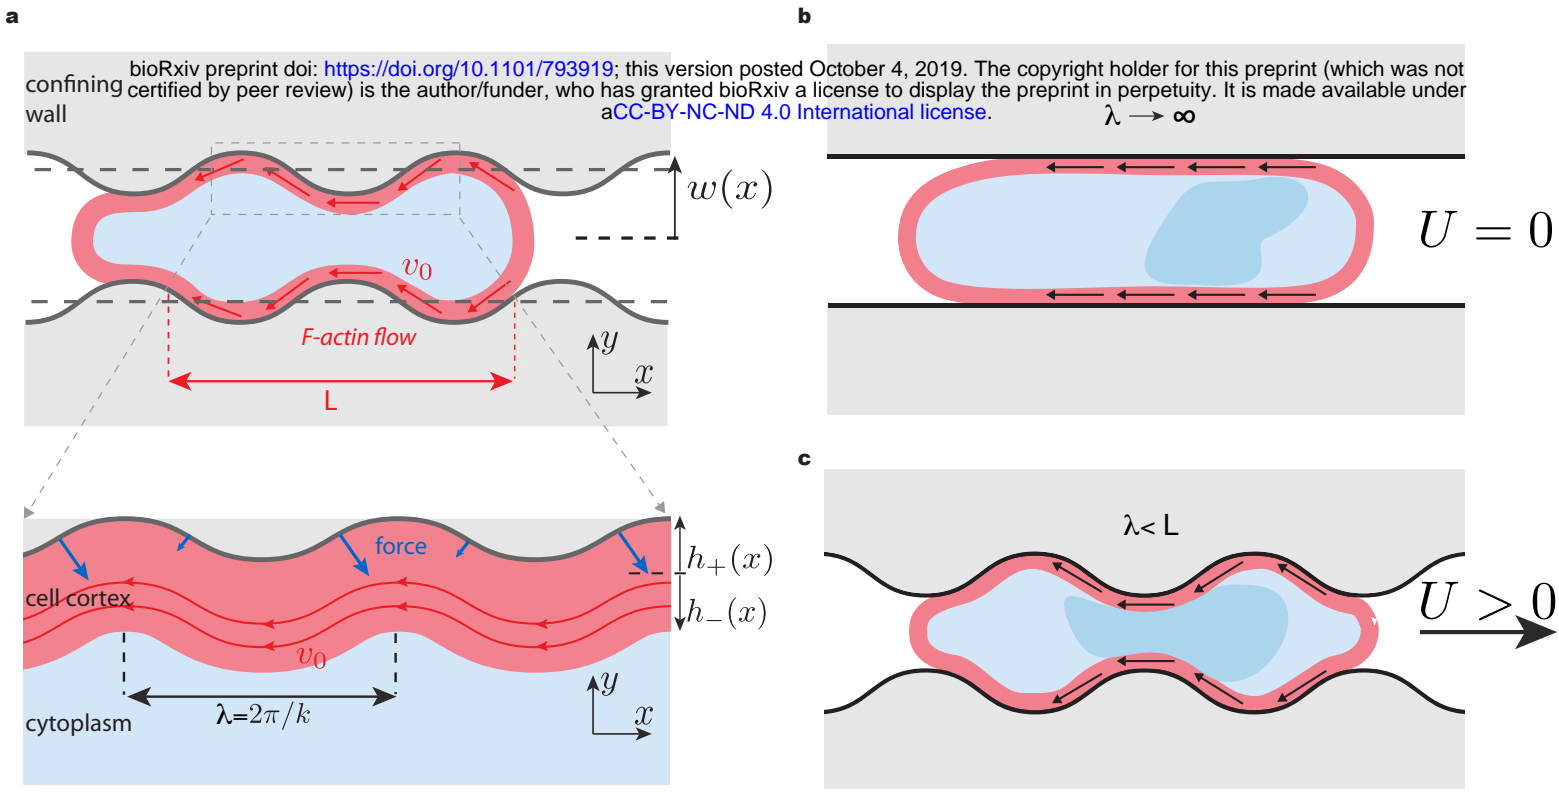 a
b
bioRxiv preprint doi: https://doi.org/10.1101/793919; this version posted October 4, 2019. The copyright holder for this preprint (which was not
certified by peer review) is the author/funder, who has granted bioRxiv a license to display the preprint in perpetuity. It is made available under
aCC-BY-NC-ND 4.0 International license.
confining
wall
w(x)
v₀
F-actin flow
L
y
x
λ → ∞
U = 0
force
h₊(x)
cell cortex
h₋(x)
v₀
λ=2π/k
cytoplasm
y
x
c
λ< L
U > 0